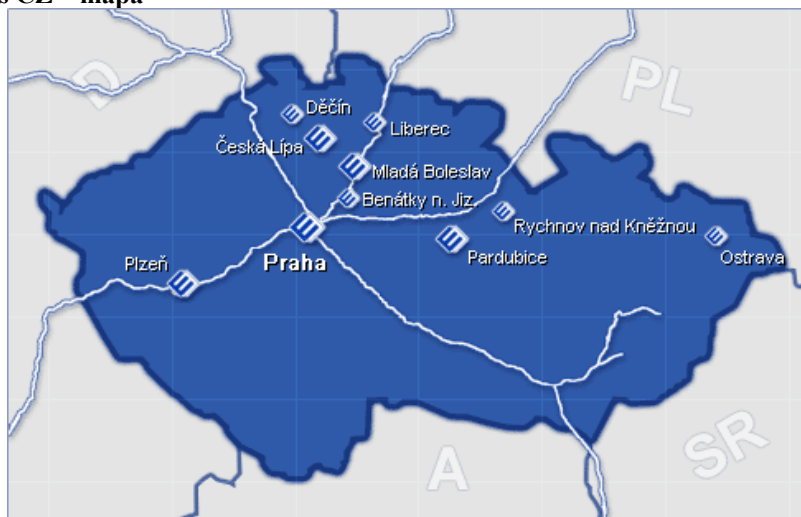 s CZ – mapa
D
PL
Děčín
Liberec
Česká Lípa
Mladá Boleslav
Benátky n. Jiz.
Rychnov nad Kněžnou
Praha
Plzeň
Pardubice
Ostrava
A
SR